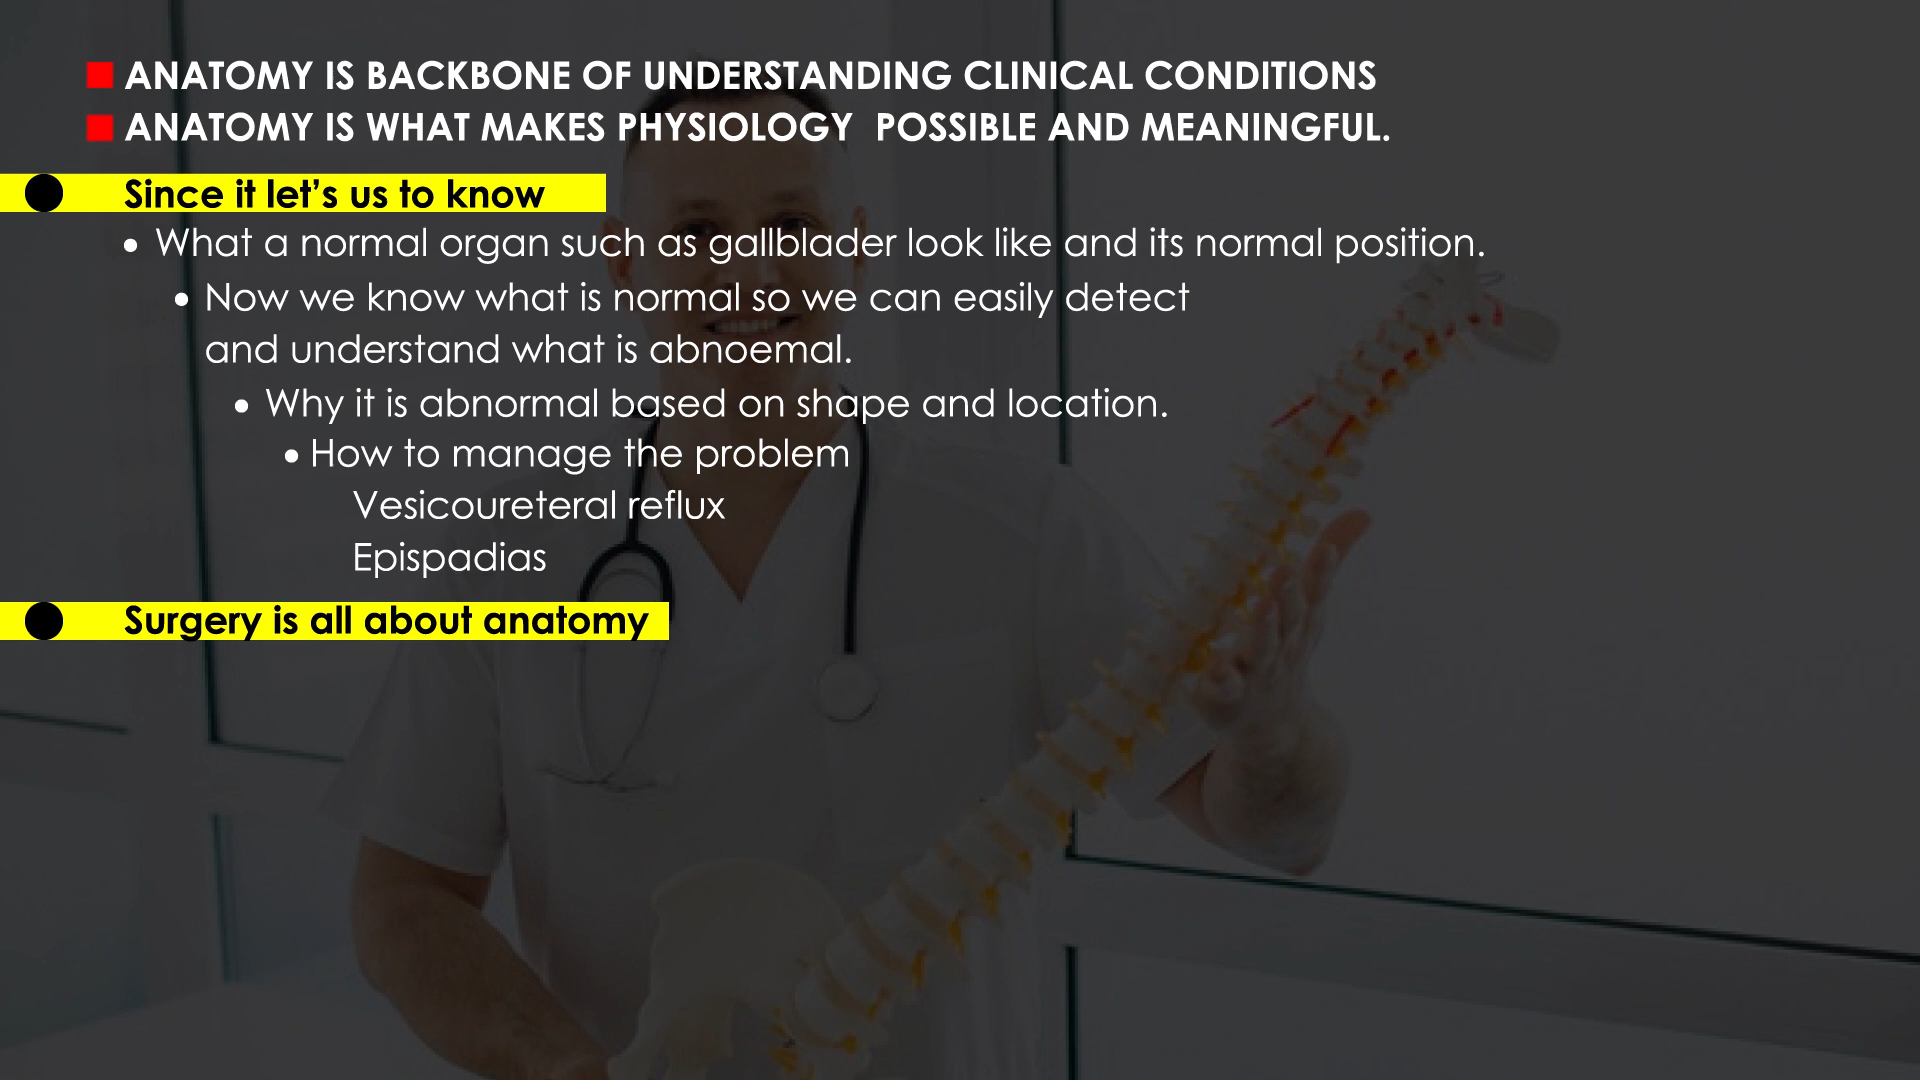 ANATOMY IS BACKBONE OF UNDERSTANDING CLINICAL CONDITIONS
ANATOMY IS WHAT MAKES PHYSIOLOGY POSSIBLE AND MEANINGFUL.
Since it let’s us to know
What a normal organ such as gallblader look like and its normal position.
Now we know what is normal so we can easily detect
and understand what is abnoemal.
Why it is abnormal based on shape and location.
How to manage the problem
Vesicoureteral reflux
Epispadias
Surgery is all about anatomy